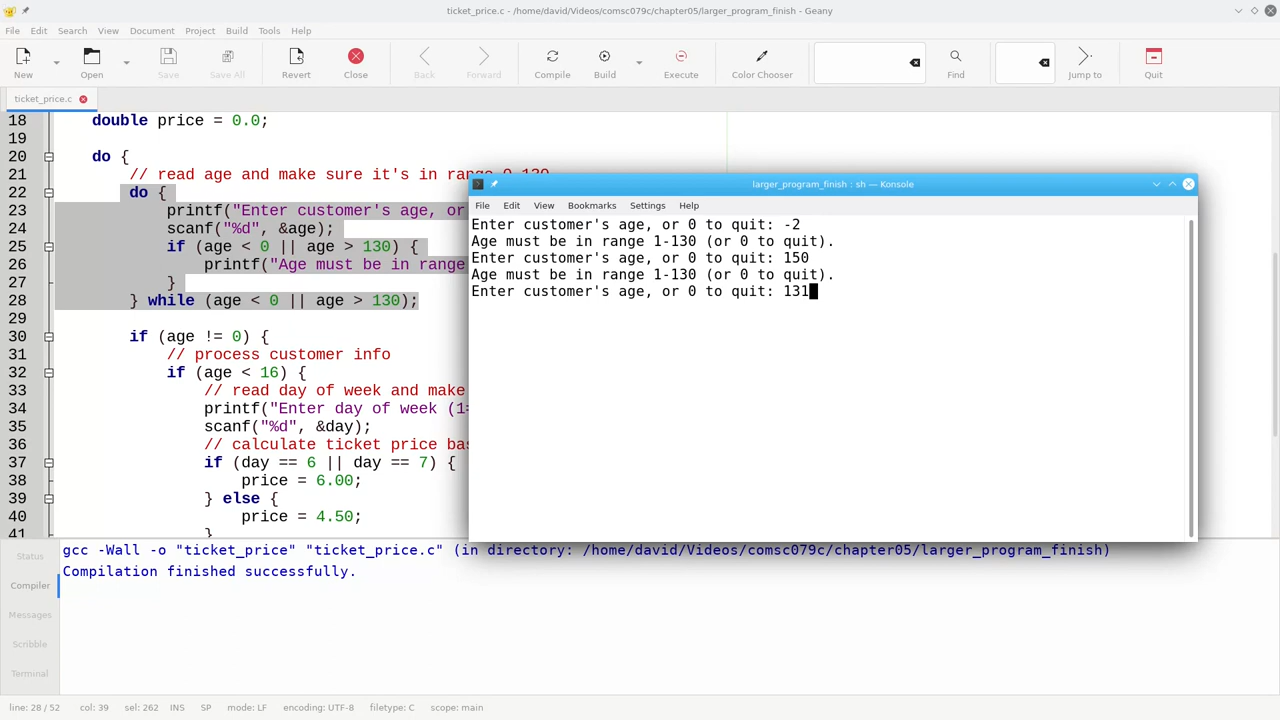 ticket_price.c - /home/david/Videos/comsc079c/chapter05/larger_program_finish - Geany
File Edit Search View Document Project Build Tools Help
New Open Save Save All Revert Close Back Forward Compile Build Execute Color Chooser Find Jump to Quit
ticket_price.c
18 double price = 0.0;
19
20 do {
21 // read age and make sure it's in range 0-130
22 do {
23 printf("Enter customer's age, or
24 scanf("%d", &age);
25 if (age < 0 || age > 130) {
26 printf("Age must be in range
27 }
28 } while (age < 0 || age > 130);
29
30 if (age != 0) {
31 // process customer info
32 if (age < 16) {
33 // read day of week and make
34 printf("Enter day of week (1=
35 scanf("%d", &day);
36 // calculate ticket price bas
37 if (day == 6 || day == 7) {
38 price = 6.00;
39 } else {
40 price = 4.50;
41 }
larger_program_finish : sh — Konsole
File Edit View Bookmarks Settings Help
Enter customer's age, or 0 to quit: -2
Age must be in range 1-130 (or 0 to quit).
Enter customer's age, or 0 to quit: 150
Age must be in range 1-130 (or 0 to quit).
Enter customer's age, or 0 to quit: 131
Status
Compiler
Messages
Scribble
Terminal
gcc -Wall -o "ticket_price" "ticket_price.c" (in directory: /home/david/Videos/comsc079c/chapter05/larger_program_finish)
Compilation finished successfully.
line: 28 / 52 col: 39 sel: 262 INS SP mode: LF encoding: UTF-8 filetype: C scope: main